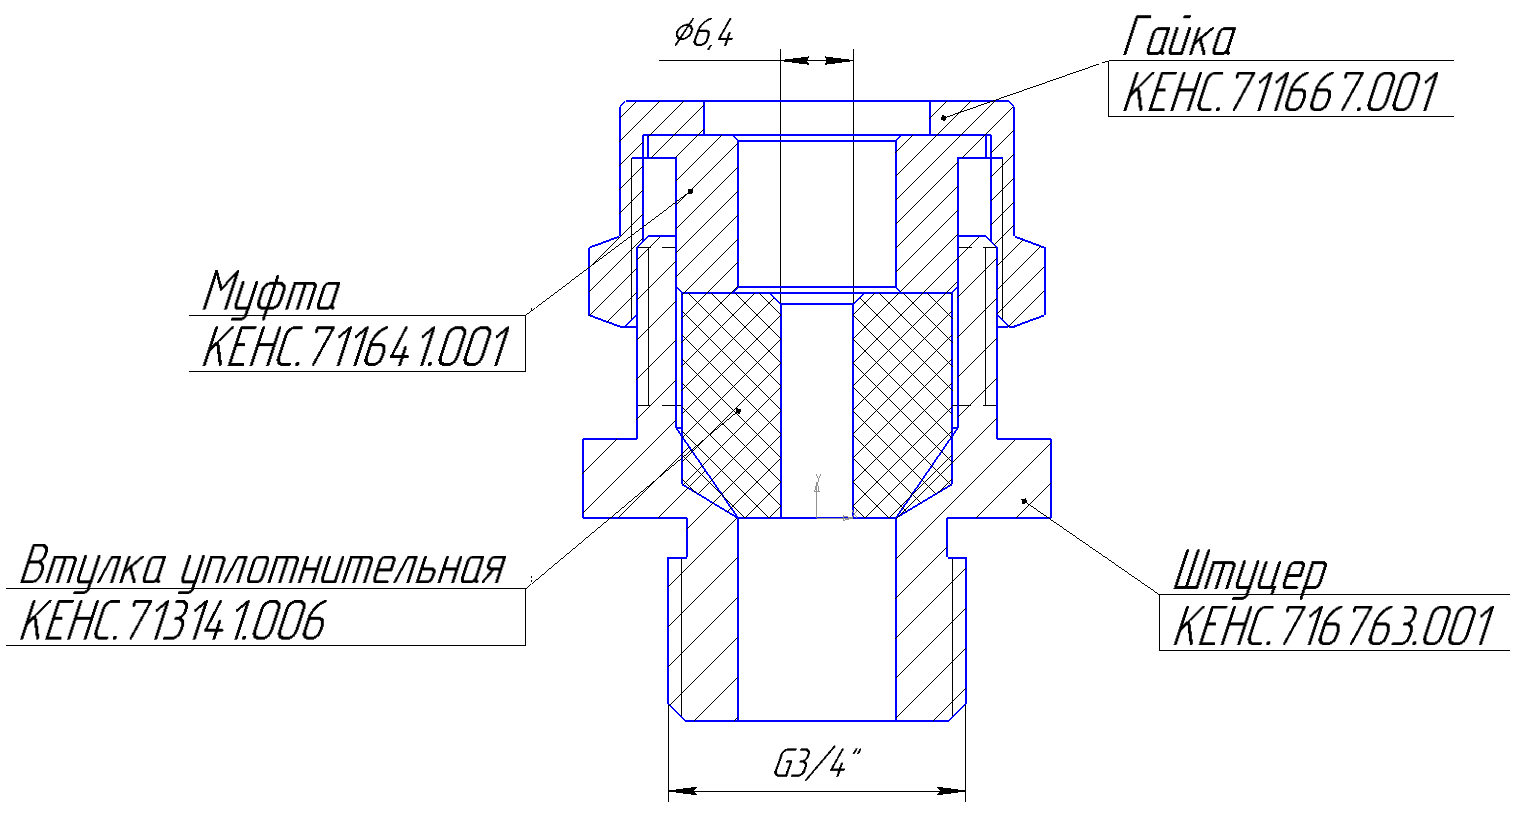 ⌀6,4
Гайка
КЕНС.711667.001
Муфта
КЕНС.711641.001
Втулка уплотнительная
КЕНС.713141.006
Штуцер
КЕНС.716763.001
G3/4"
Y